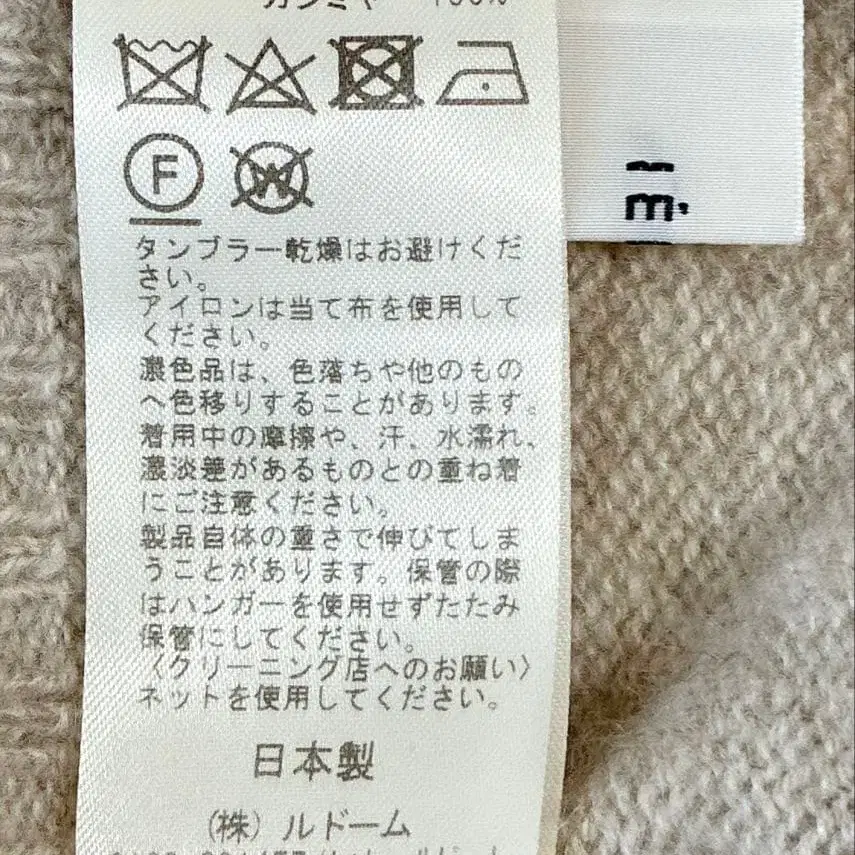 カシミヤ 100%
F
W
タンブラー乾燥はお避けくだ
さい。
アイロンは当て布を使用して
ください。
濃色品は、色落ちや他のもの
へ色移りすることがあります。
着用中の摩擦や、汗、水濡れ、
濃淡差があるものとの重ね着
にご注意ください。
製品自体の重さで伸びてしま
うことがあります。保管の際
はハンガーを使用せずたたみ
保管にしてください。
〈クリーニング店へのお願い〉
ネットを使用してください。
日本製
(株) ルドーム